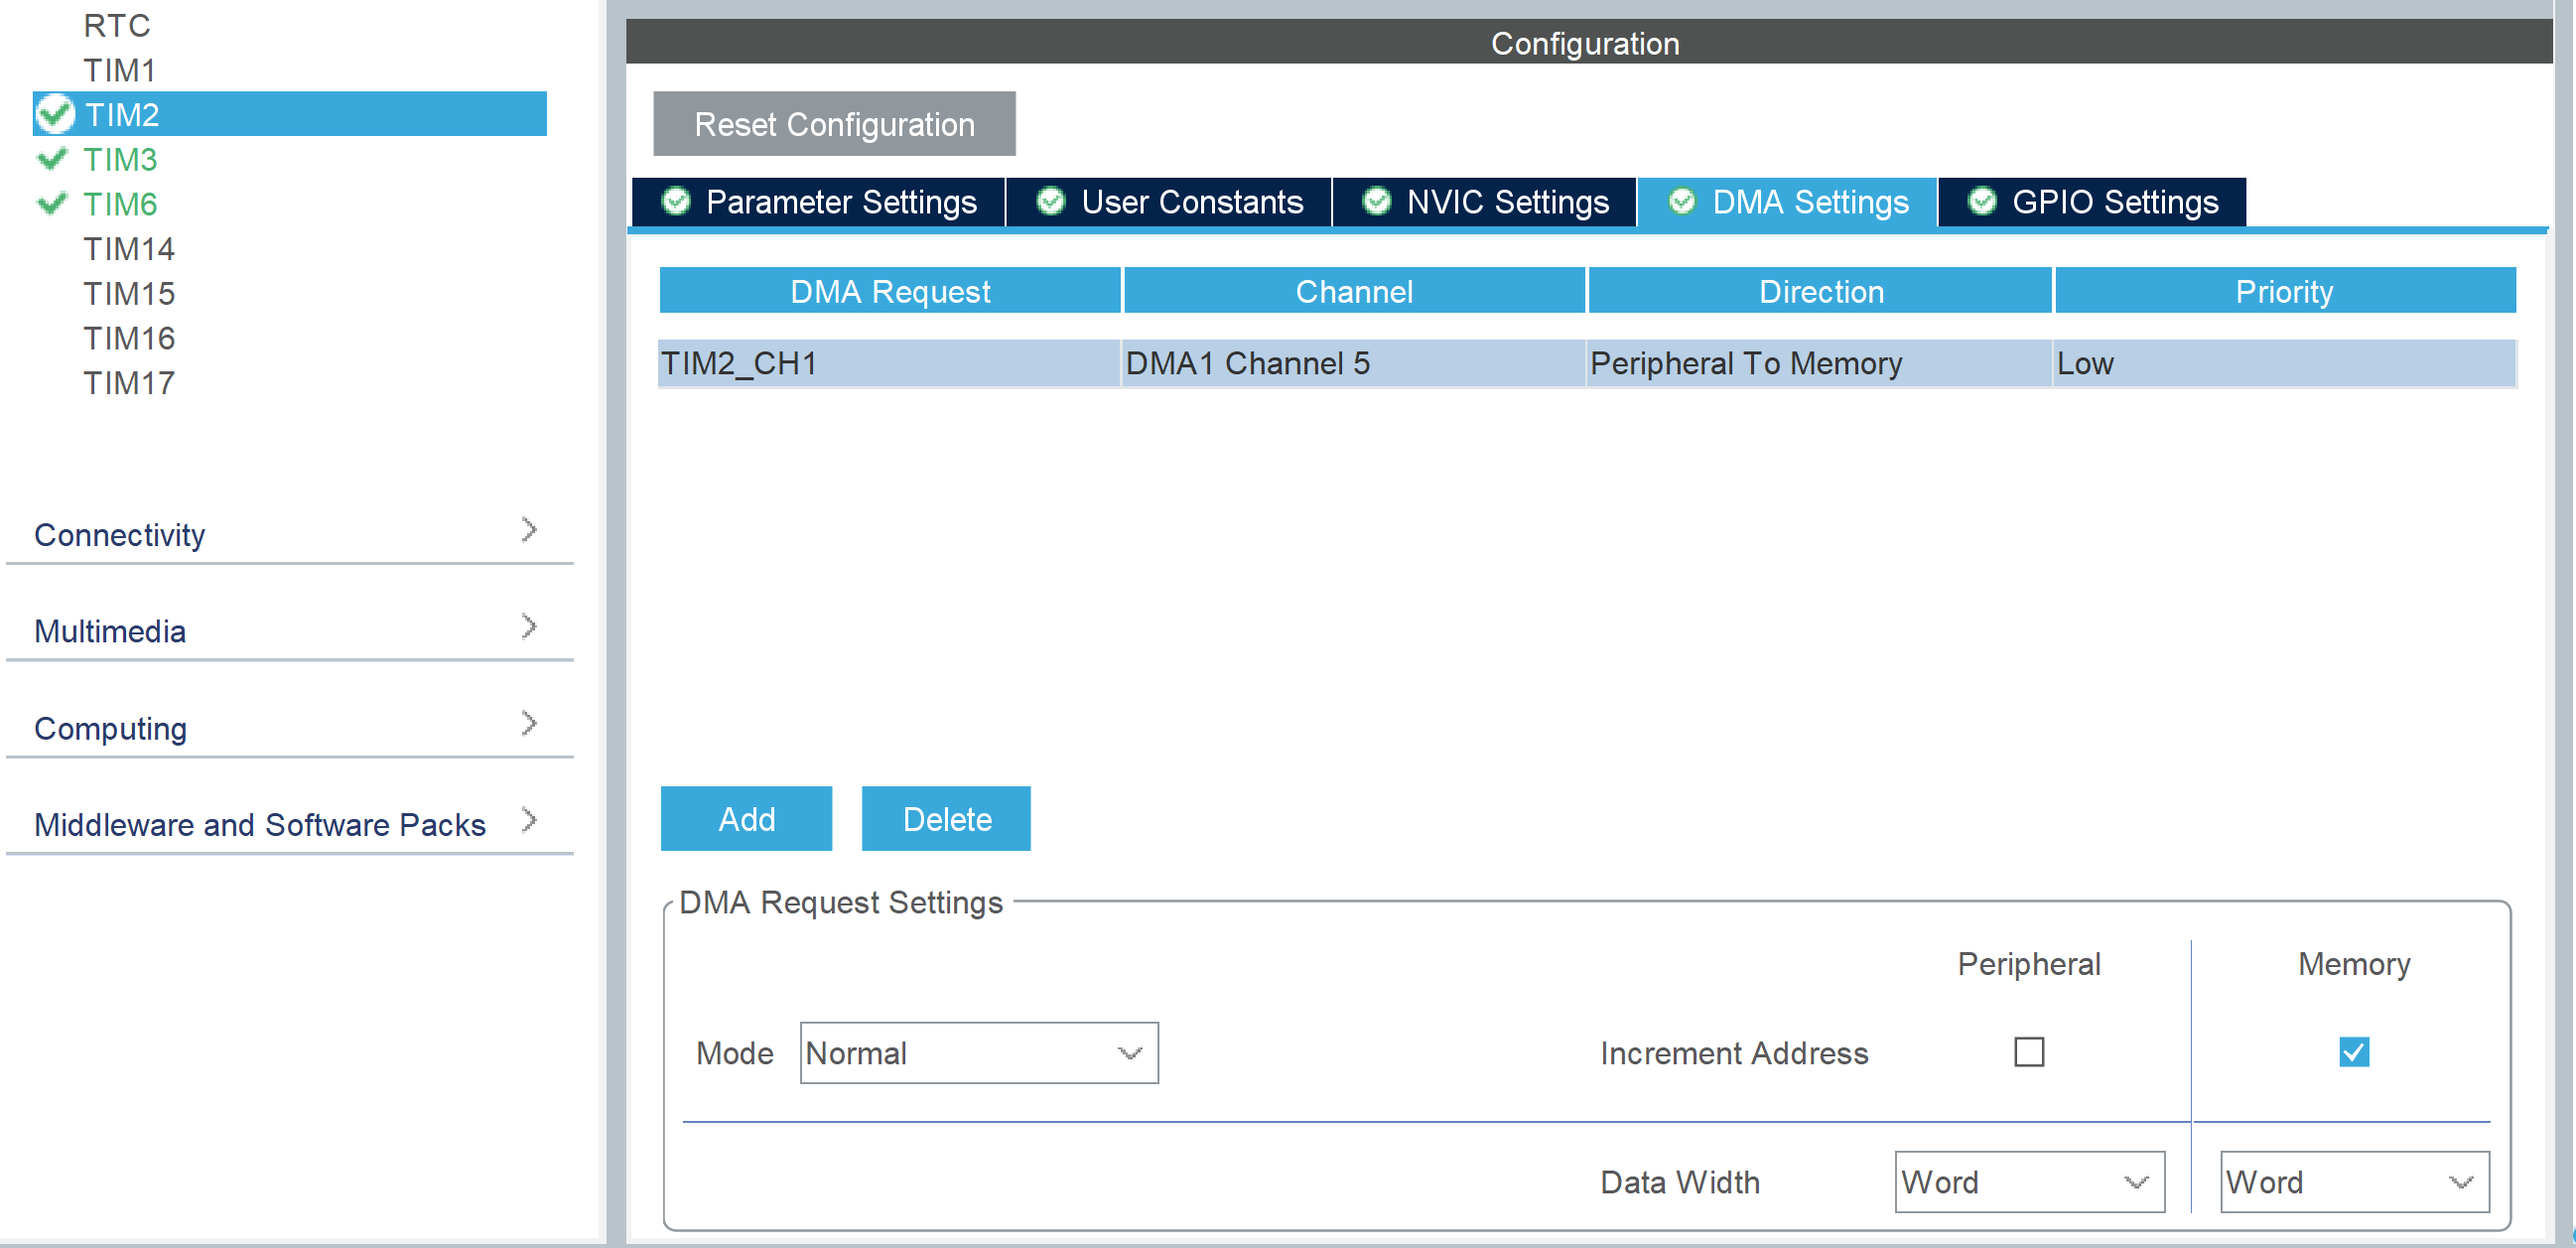 RTC
TIM1
TIM2
TIM3
TIM6
TIM14
TIM15
TIM16
TIM17
Connectivity
Multimedia
Computing
Middleware and Software Packs
Configuration
Reset Configuration
Parameter Settings
User Constants
NVIC Settings
DMA Settings
GPIO Settings
DMA Request Channel Direction Priority
TIM2_CH1 DMA1 Channel 5 Peripheral To Memory Low
Add Delete
DMA Request Settings
Peripheral Memory
Mode Normal Increment Address
Data Width Word Word